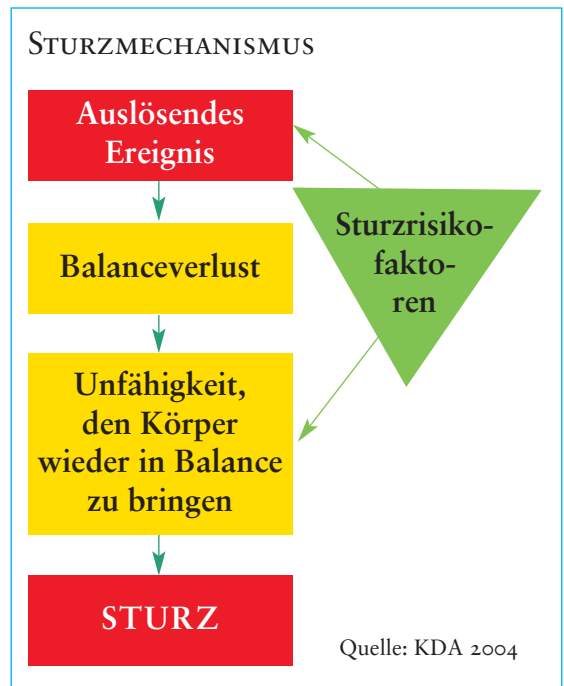 STURZMECHANISMUS
Auslösendes
Ereignis
Balanceverlust
Unfähigkeit,
den Körper
wieder in Balance
zu bringen
STURZ
Sturzrisiko-
fakto-
ren
Quelle: KDA 2004